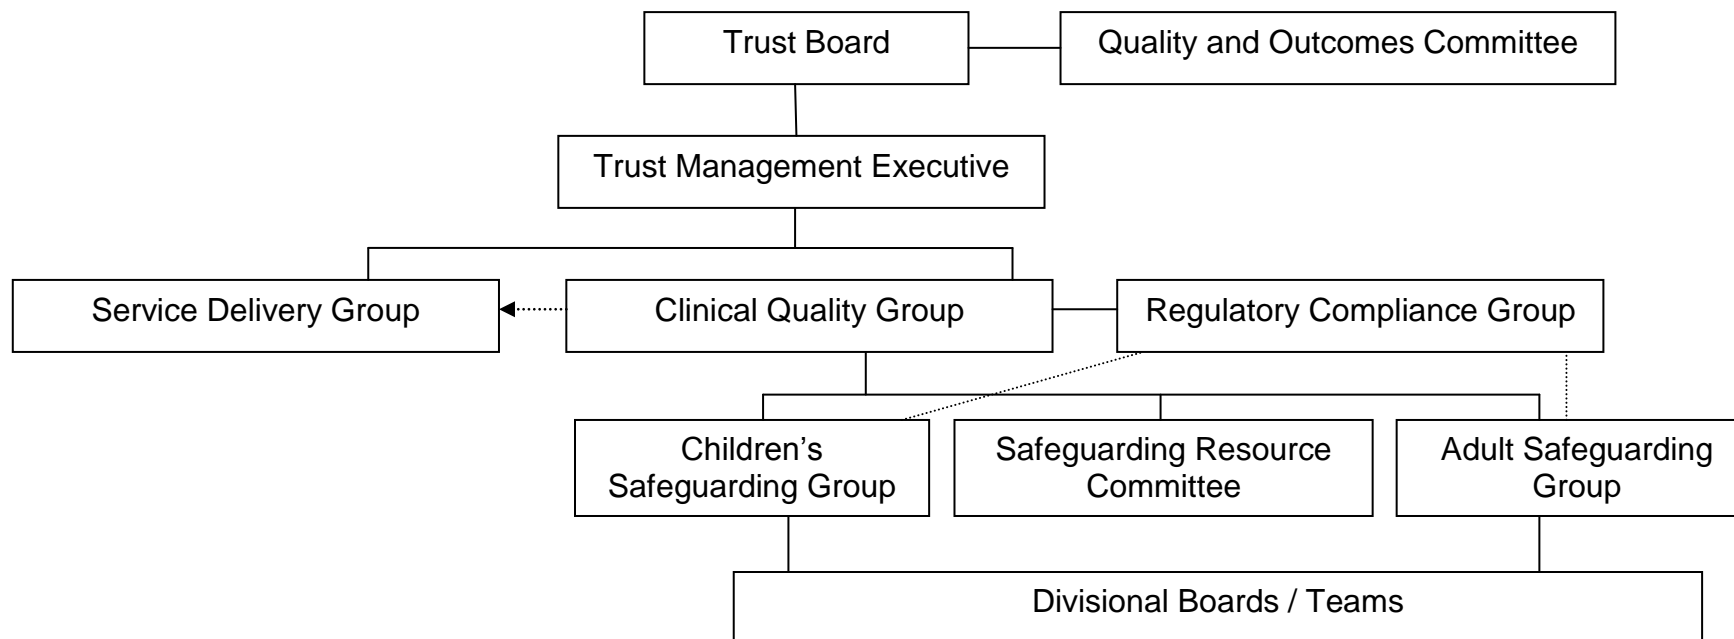 Trust Board
Quality and Outcomes Committee
Trust Management Executive
Service Delivery Group
Clinical Quality Group
Regulatory Compliance Group
Children’s
Safeguarding Group
Safeguarding Resource
Committee
Adult Safeguarding
Group
Divisional Boards / Teams